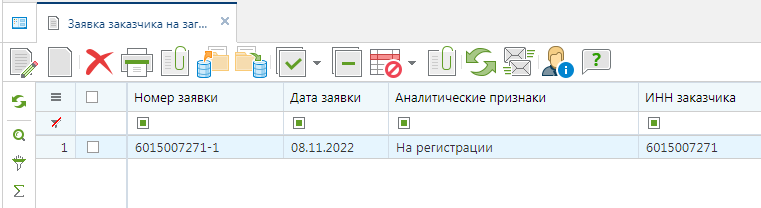 Заявка заказчика на заг...
Номер заявки Дата заявки Аналитические признаки ИНН заказчика
1 6015007271-1 08.11.2022 На регистрации 6015007271